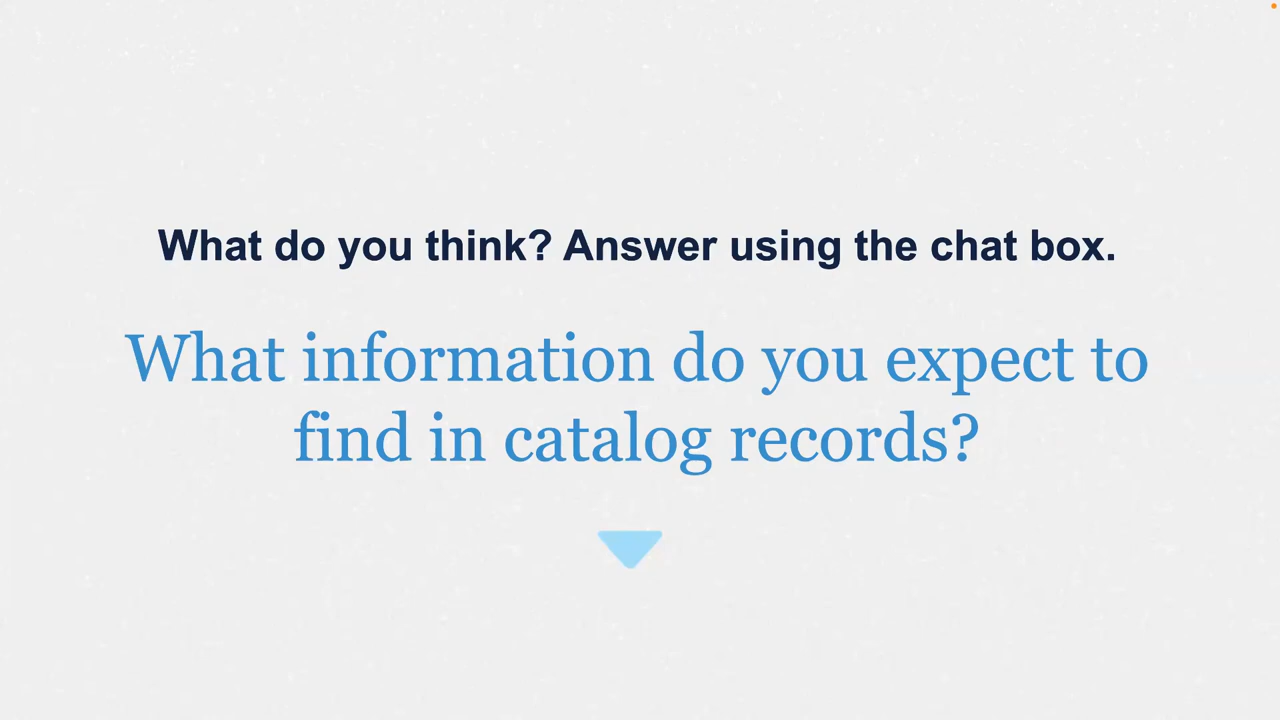 What do you think? Answer using the chat box.
What information do you expect to
find in catalog records?